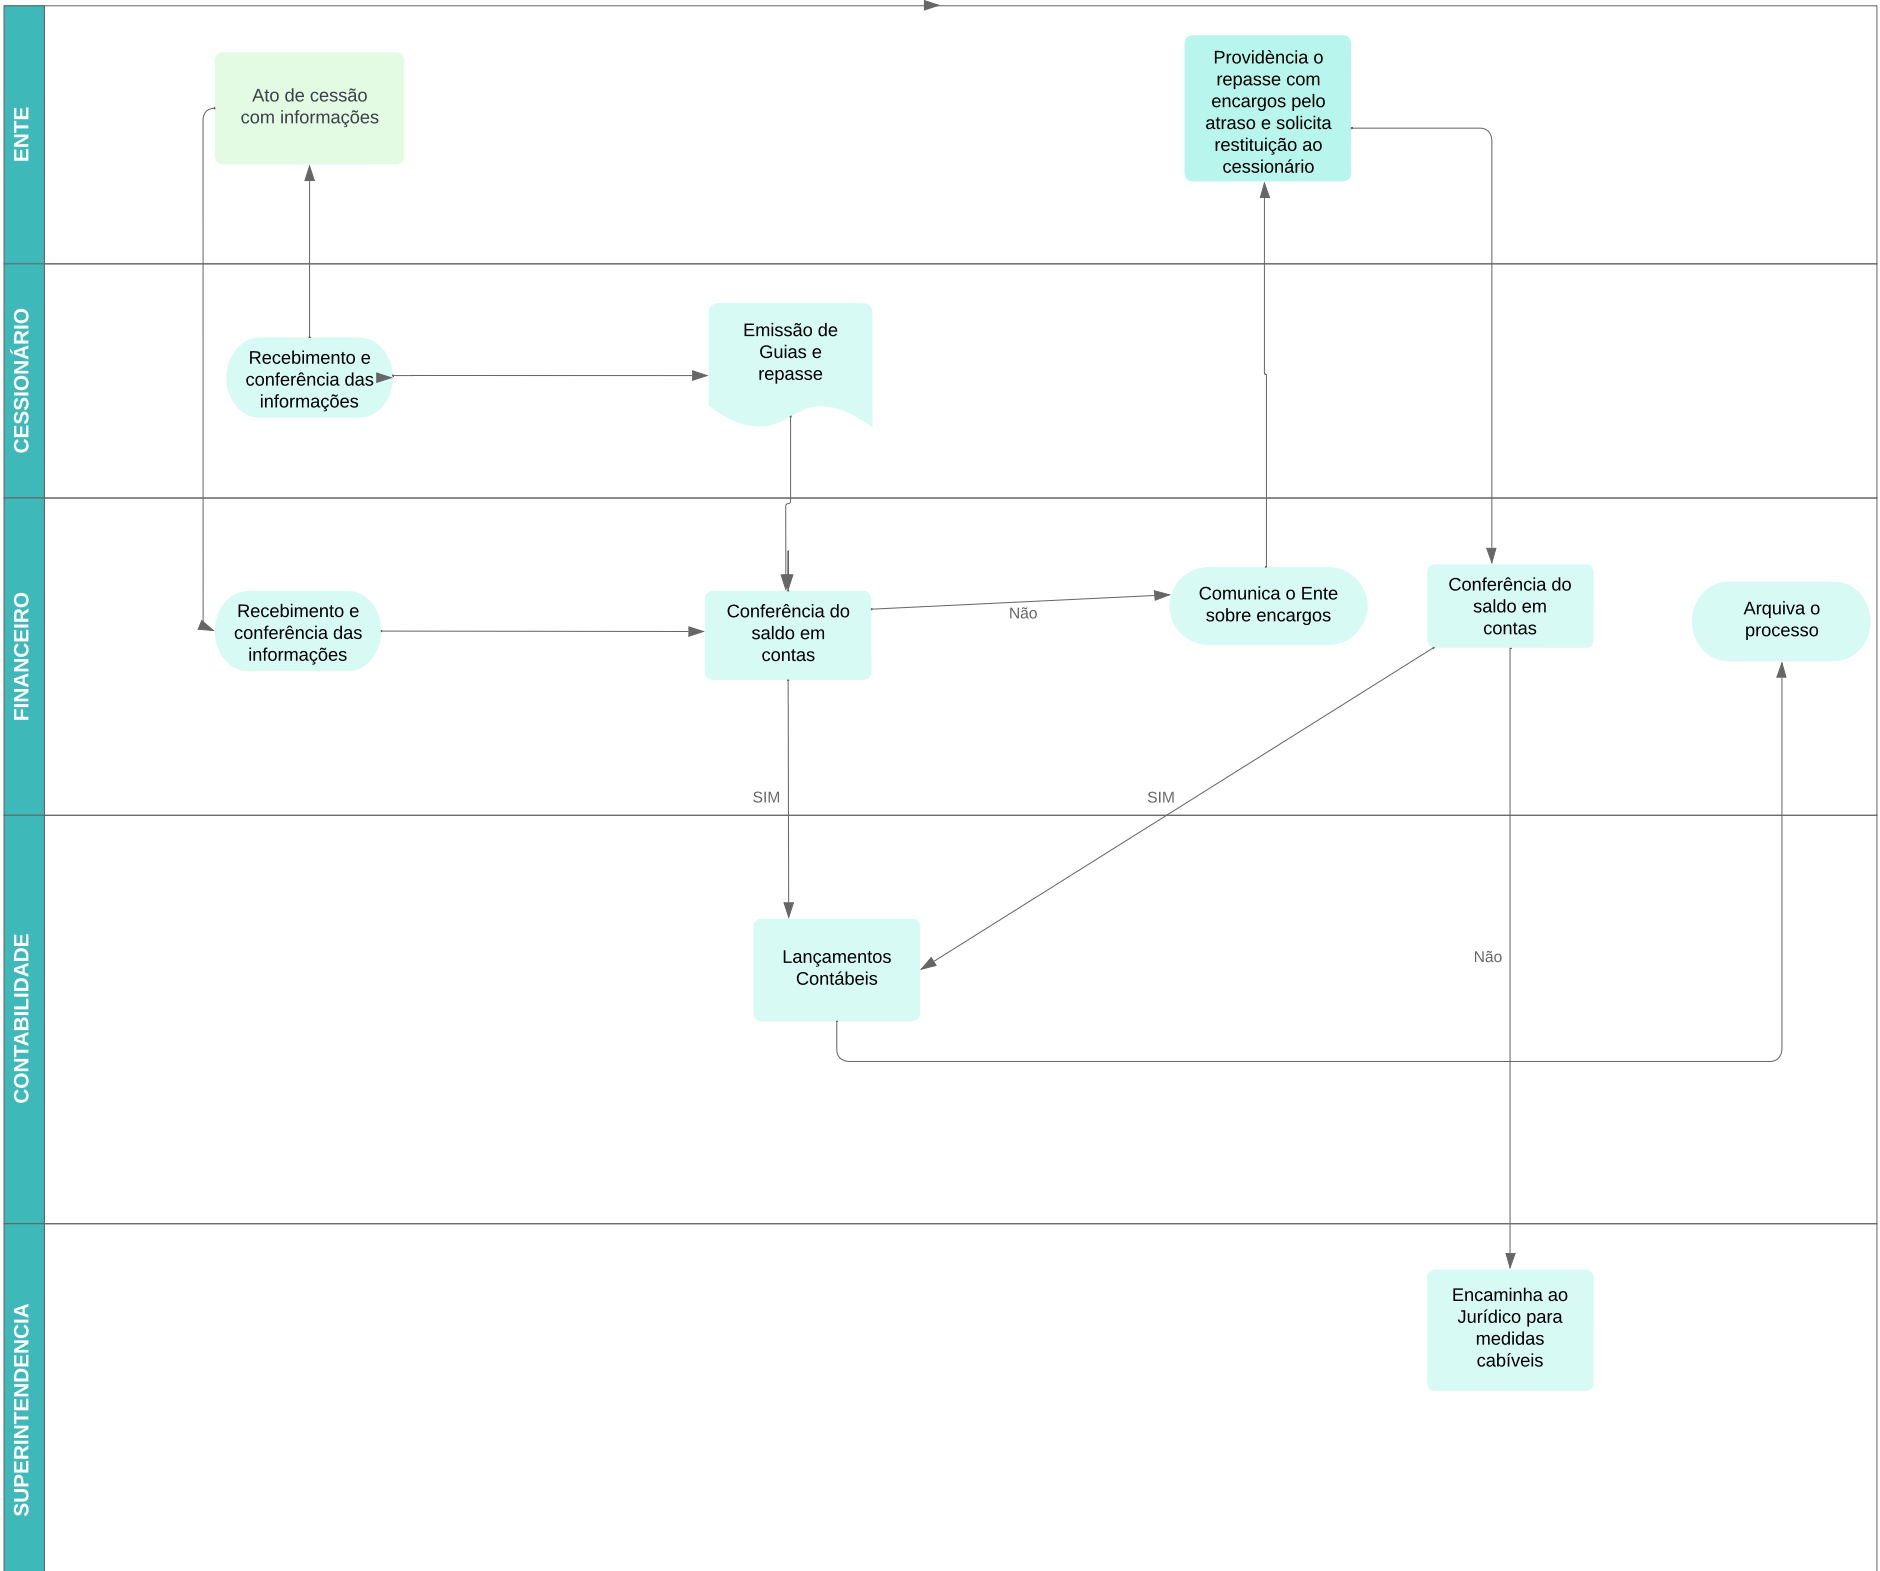 ENTE
Ato de cessão
com informações
Providència o
repasse com
encargos pelo
atraso e solicita
restituição ao
cessionário
CESSIONÁRIO
Recebimento e
conferência das
informações
Emissão de
Guias e
repasse
FINANCEIRO
Recebimento e
conferência das
informações
Conferência do
saldo em
contas
Não
Comunica o Ente
sobre encargos
Conferência do
saldo em
contas
Arquiva o
processo
SIM
SIM
CONTABILIDADE
Lançamentos
Contábeis
Não
SUPERINTENDENCIA
Encaminha ao
Jurídico para
medidas
cabíveis